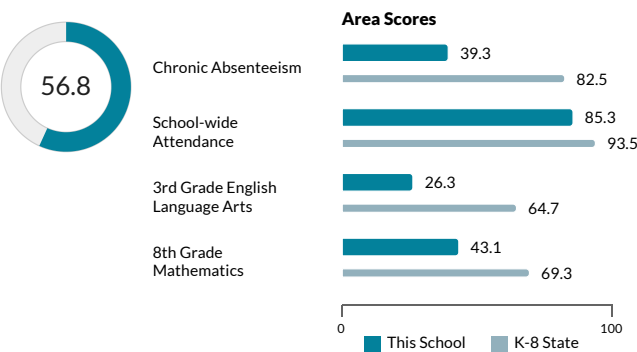 Area Scores
56.8
Chronic Absenteeism
39.3
82.5
School-wide
Attendance
85.3
93.5
3rd Grade English
Language Arts
26.3
64.7
8th Grade
Mathematics
43.1
69.3
0
100
This School
K-8 State